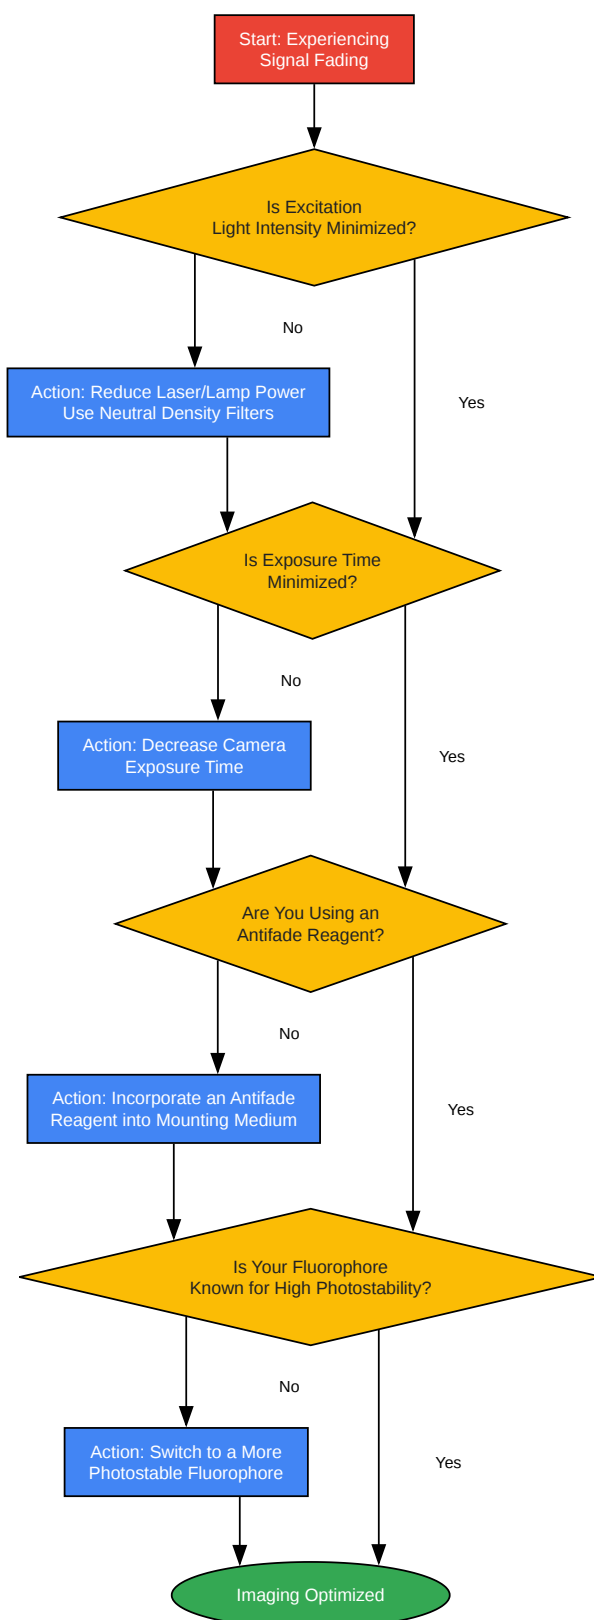 Start: Experiencing
Signal Fading
Is Excitation
Light Intensity Minimized?
No
Action: Reduce Laser/Lamp Power
Use Neutral Density Filters
Yes
Is Exposure Time
Minimized?
No
Action: Decrease Camera
Exposure Time
Yes
Are You Using an
Antifade Reagent?
No
Action: Incorporate an Antifade
Reagent into Mounting Medium
Yes
Is Your Fluorophore
Known for High Photostability?
No
Action: Switch to a More
Photostable Fluorophore
Yes
Imaging Optimized